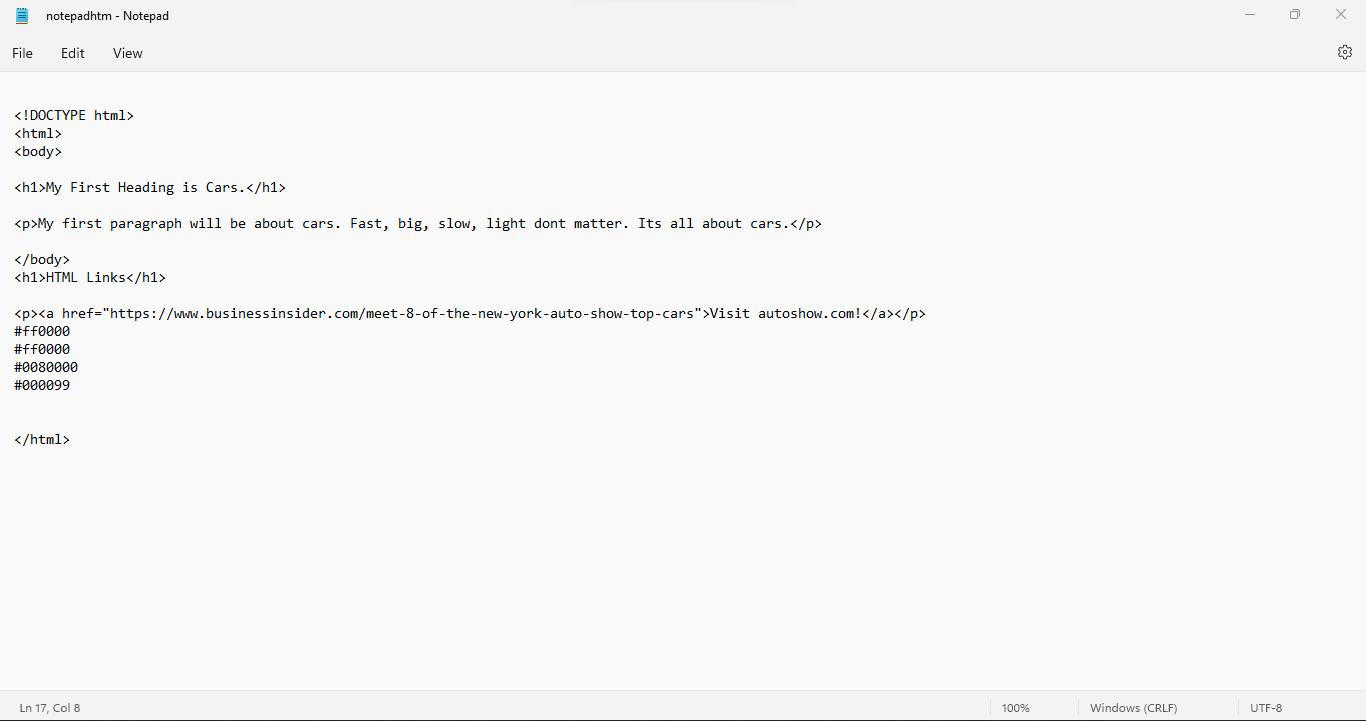 notepadhtm - Notepad
File Edit View
<!DOCTYPE html>
<html>
<body>
<h1>My First Heading is Cars.</h1>
<p>My first paragraph will be about cars. Fast, big, slow, light dont matter. Its all about cars.</p>
</body>
<h1>HTML Links</h1>
<p><a href="https://www.businessinsider.com/meet-8-of-the-new-york-auto-show-top-cars">Visit autoshow.com!</a></p>
#ff0000
#ff0000
#0080000
#000099
</html>
Ln 17, Col 8 100% Windows (CRLF) UTF-8